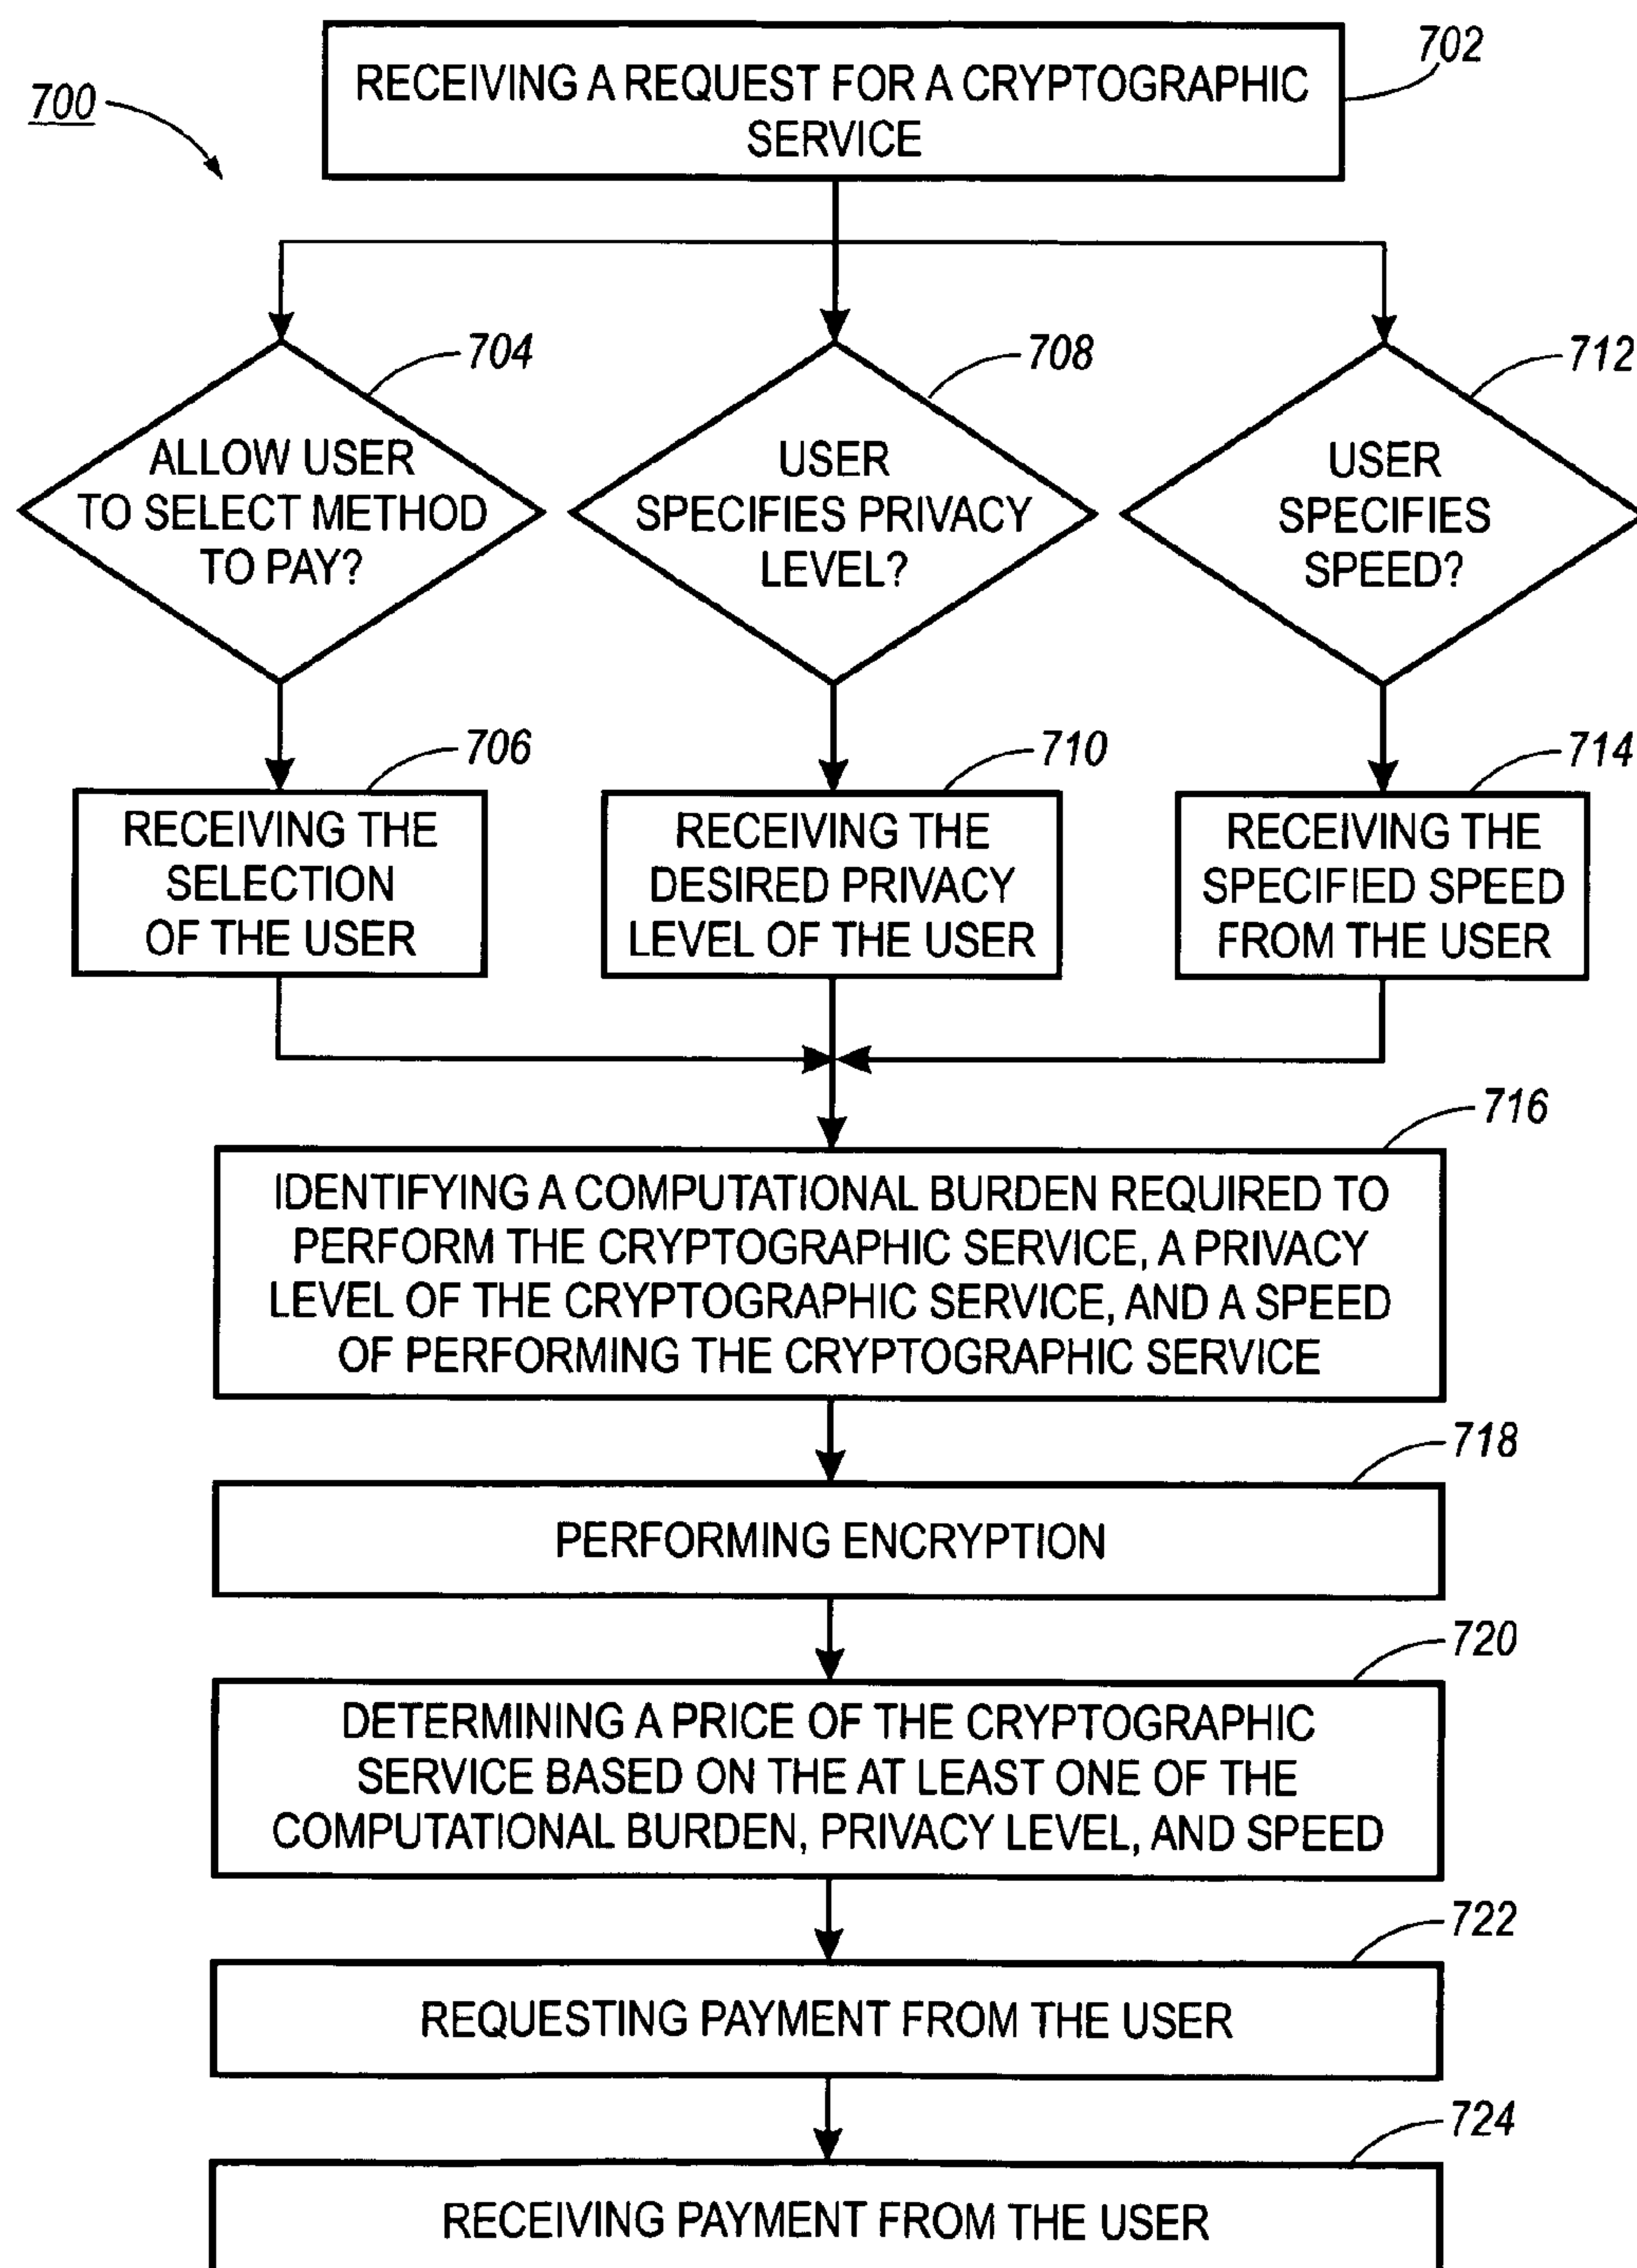 700
RECEIVING A REQUEST FOR A CRYPTOGRAPHIC
SERVICE
702
ALLOW USER
TO SELECT METHOD
TO PAY?
704
USER
SPECIFIES PRIVACY
LEVEL?
708
USER
SPECIFIES
SPEED?
712
RECEIVING THE
SELECTION
OF THE USER
706
RECEIVING THE
DESIRED PRIVACY
LEVEL OF THE USER
710
RECEIVING THE
SPECIFIED SPEED
FROM THE USER
714
716
IDENTIFYING A COMPUTATIONAL BURDEN REQUIRED TO
PERFORM THE CRYPTOGRAPHIC SERVICE, A PRIVACY
LEVEL OF THE CRYPTOGRAPHIC SERVICE, AND A SPEED
OF PERFORMING THE CRYPTOGRAPHIC SERVICE
718
PERFORMING ENCRYPTION
720
DETERMINING A PRICE OF THE CRYPTOGRAPHIC
SERVICE BASED ON THE AT LEAST ONE OF THE
COMPUTATIONAL BURDEN, PRIVACY LEVEL, AND SPEED
722
REQUESTING PAYMENT FROM THE USER
724
RECEIVING PAYMENT FROM THE USER